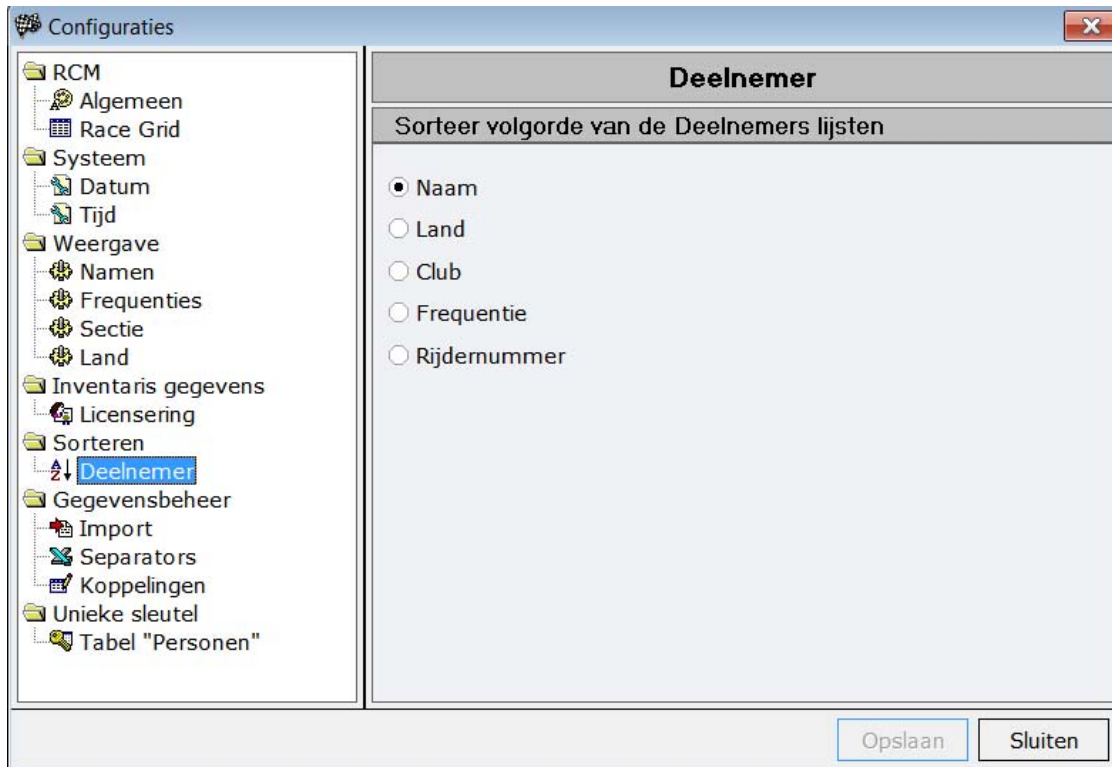 Configuraties
RCM
Algemeen
Race Grid
Systeem
Datum
Tijd
Weergave
Namen
Frequenties
Sectie
Land
Inventaris gegevens
Licensering
Sorteren
Deelnemer
Gegevensbeheer
Import
Separators
Koppelingen
Unieke sleutel
Tabel "Personen"
Deelnemer
Sorteer volgorde van de Deelnemers lijsten
Naam
Land
Club
Frequentie
Rijdernummer
Opslaan
Sluiten